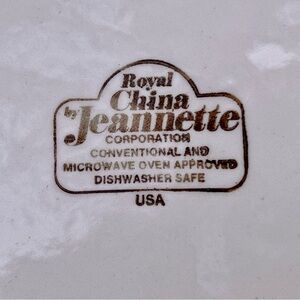 Royal
China
by Jeannette
CORPORATION
CONVENTIONAL AND
MICROWAVE OVEN APPROVED
DISHWASHER SAFE
USA